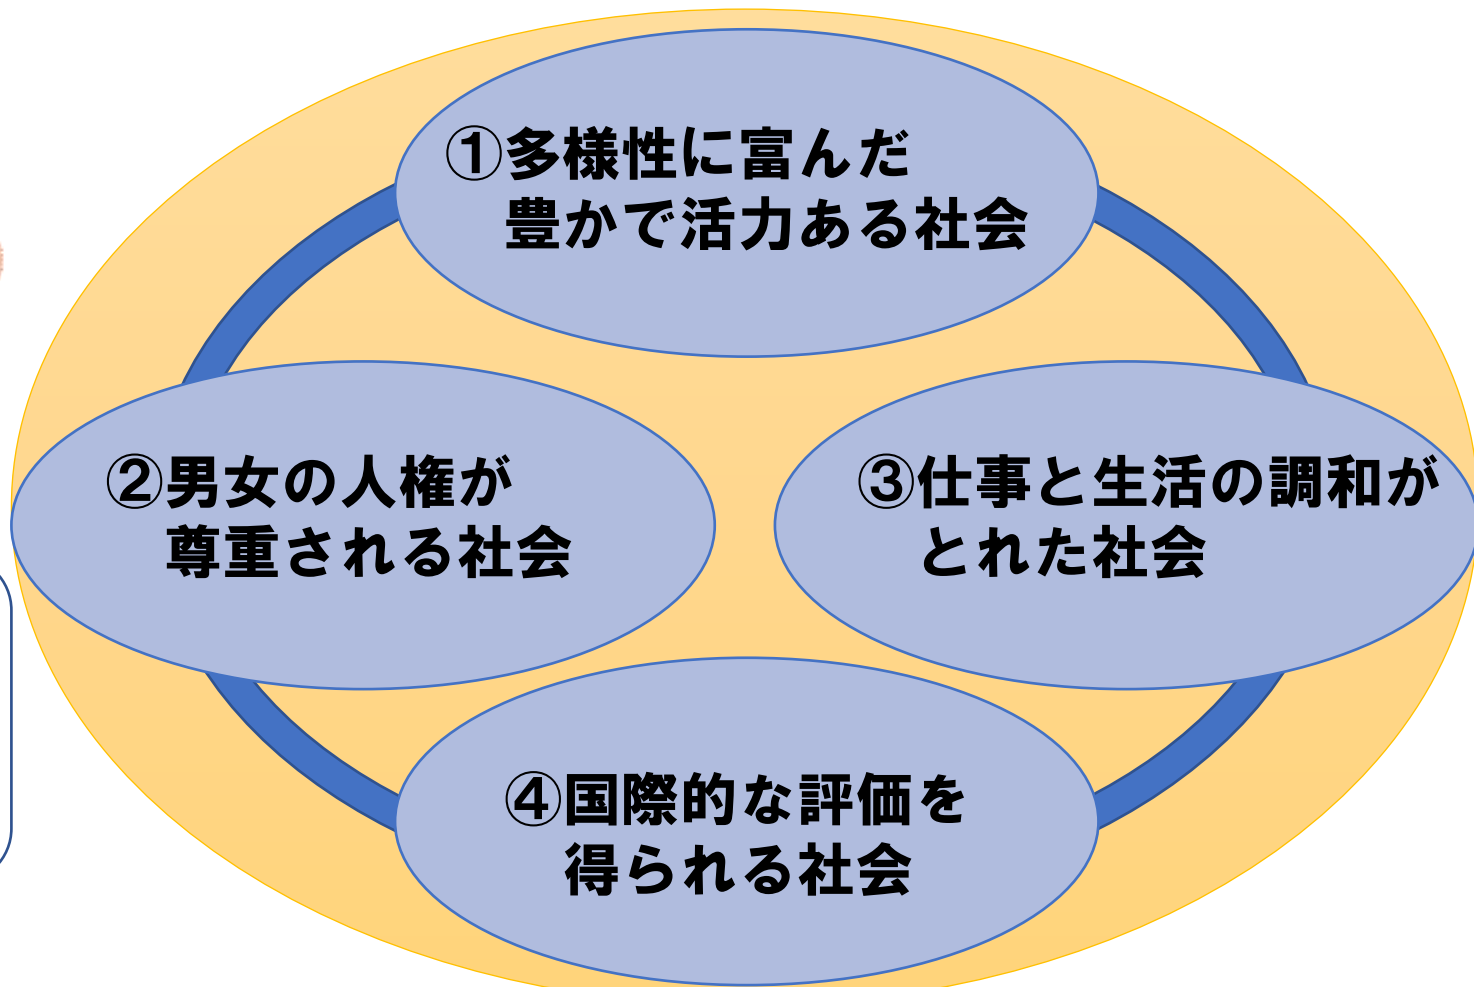 ①多様性に富んだ
豊かで活力ある社会
②男女の人権が
尊重される社会
③仕事と生活の調和が
とれた社会
④国際的な評価を
得られる社会